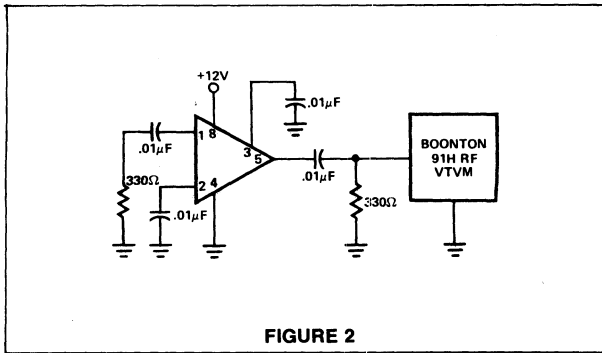 +12V
.01µF
.01µF
1 8
3
5
.01µF
BOONTON
91H RF
VTVM
330Ω
2 4
.01µF
330Ω
FIGURE 2